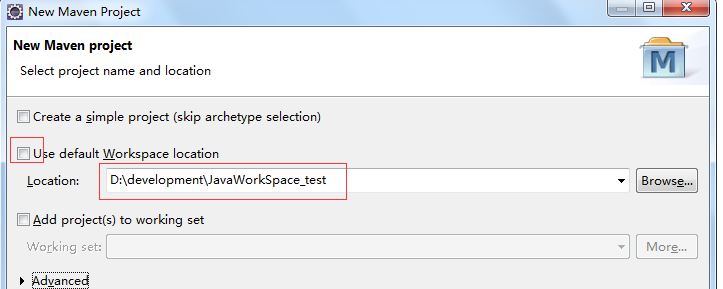 New Maven Project
New Maven project
Select project name and location
M
Create a simple project (skip archetype selection)
Use default Workspace location
Location: D:\development\JavaWorkSpace_test Browse...
Add project(s) to working set
Working set: More...
Advanced